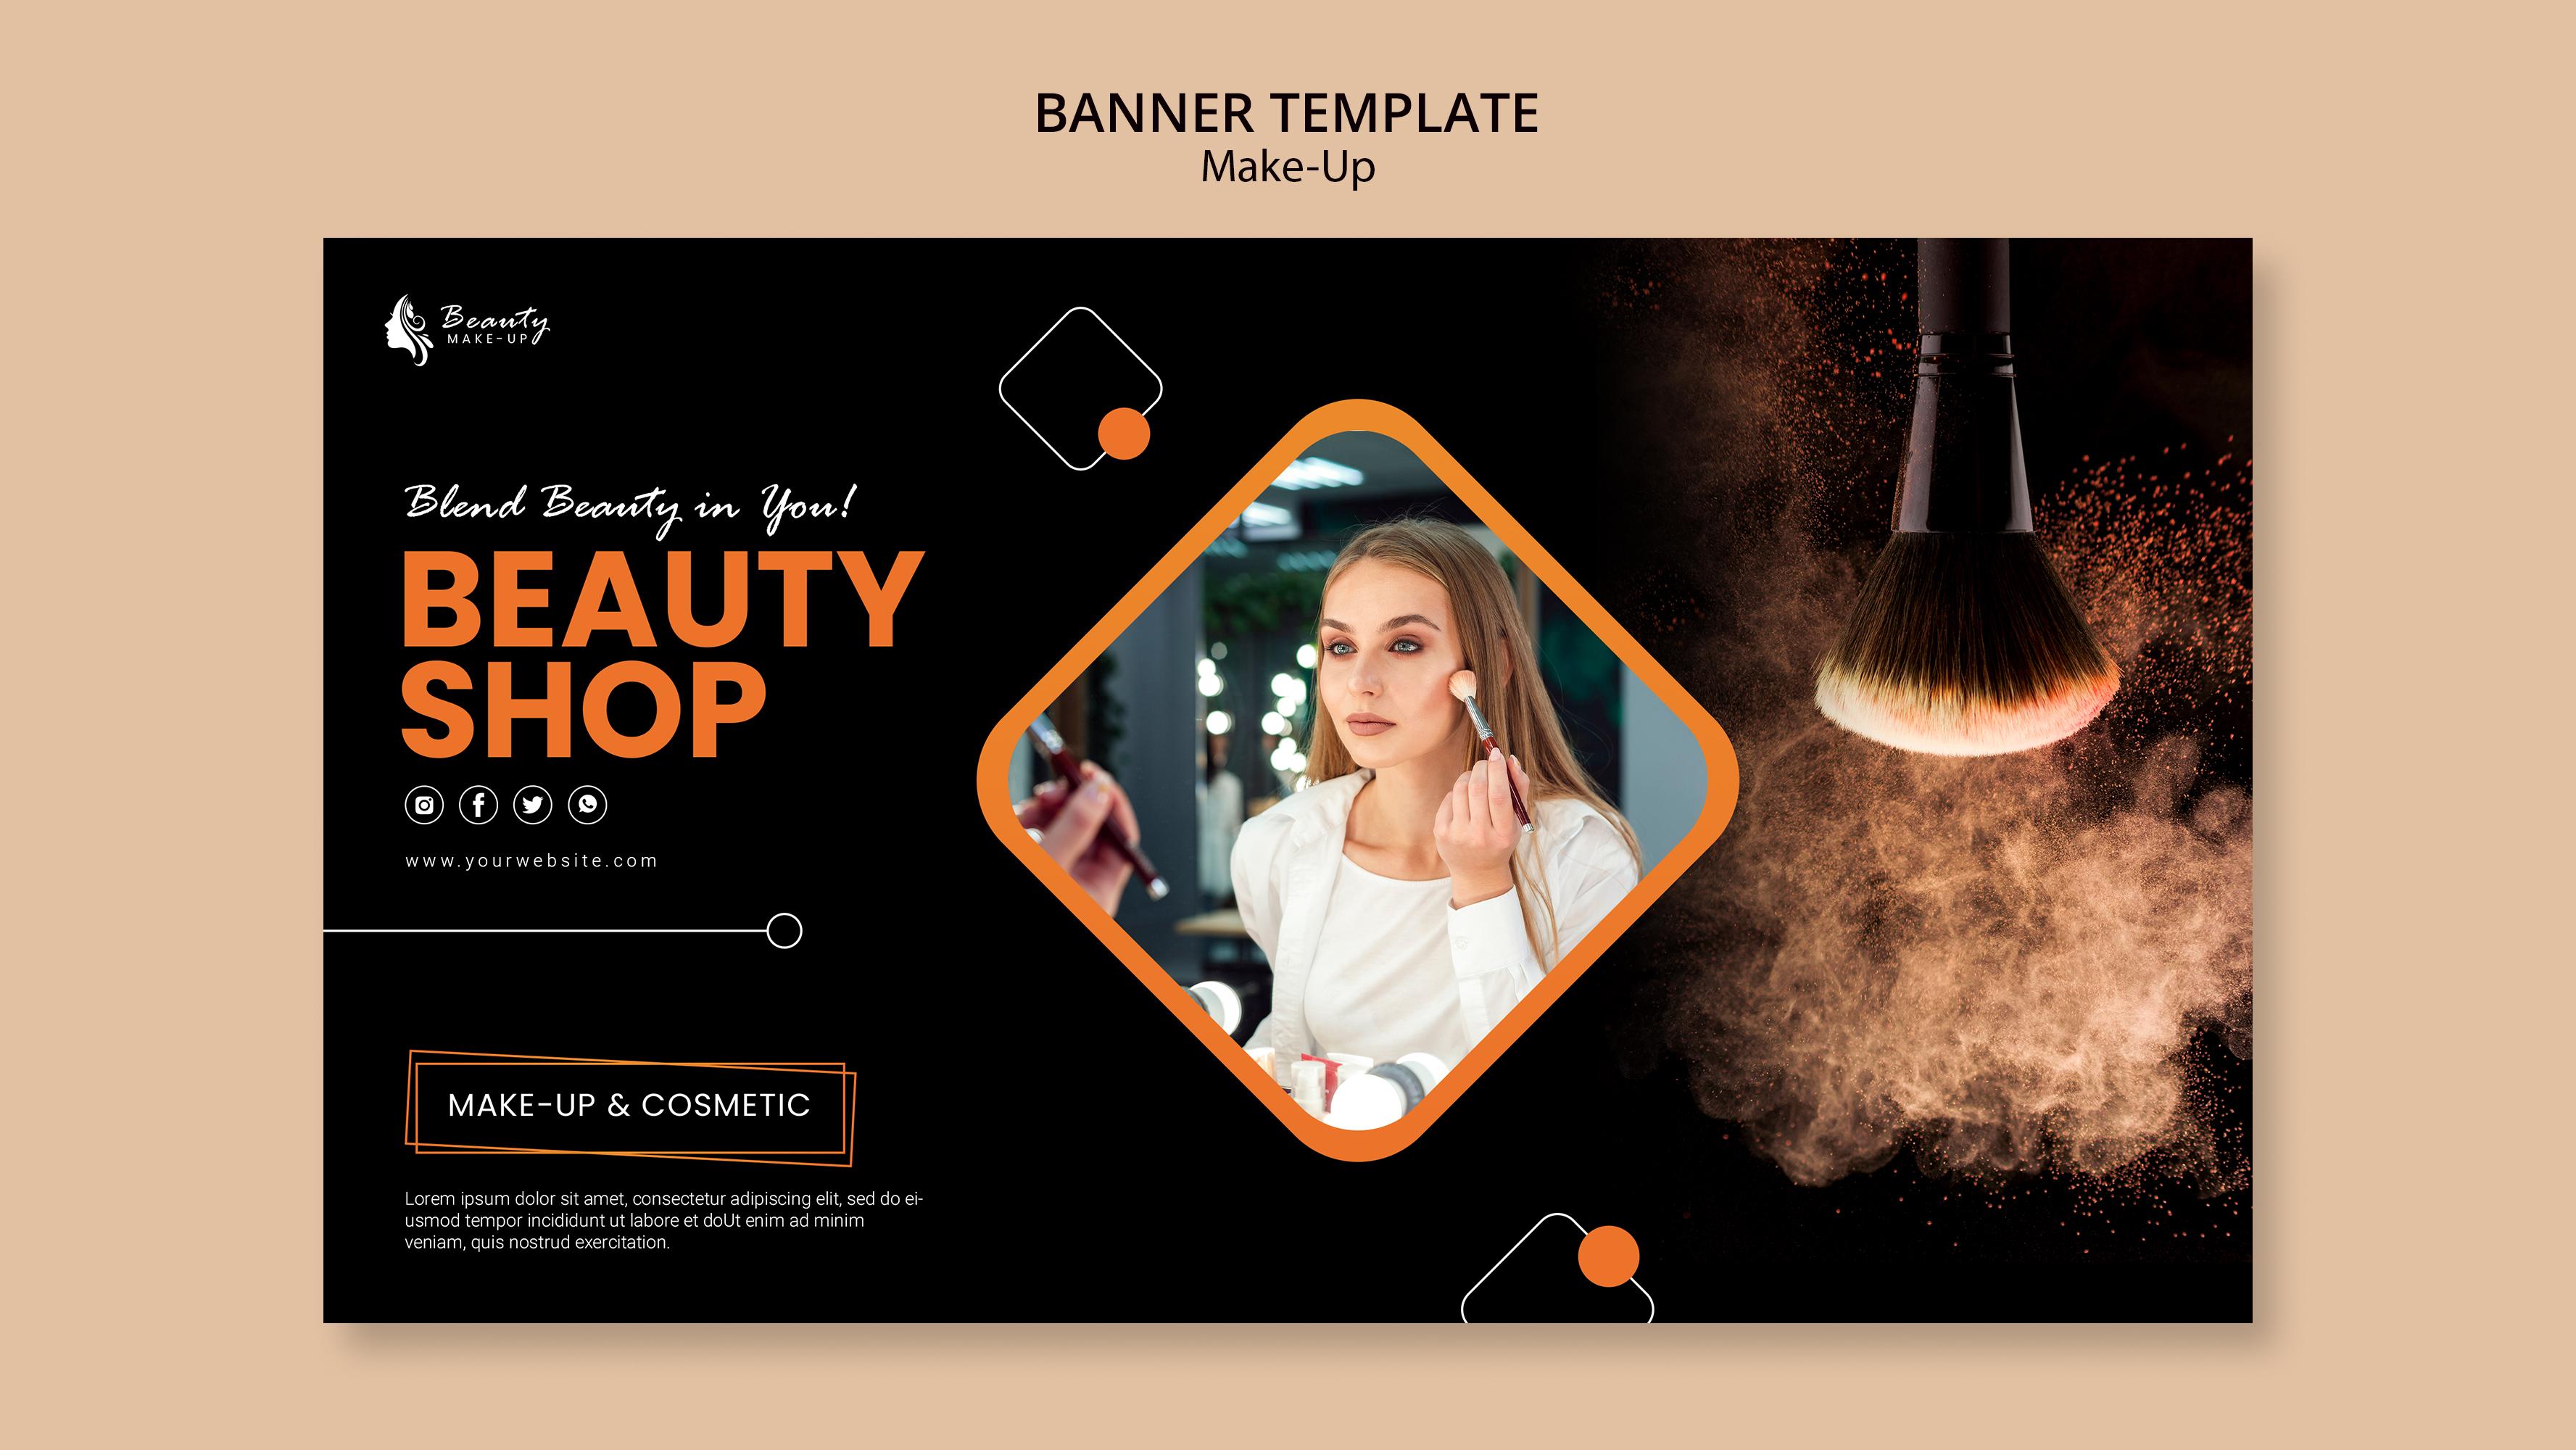 BANNER TEMPLATE
Make-Up
Beauty
MAKE-UP
Blend Beauty in You!
BEAUTY
SHOP
www.yourwebsite.com
MAKE-UP & COSMETIC
Lorem ipsum dolor sit amet, consectetur adipiscing elit, sed do ei-
usmod tempor incididunt ut labore et doUt enim ad minim
veniam, quis nostrud exercitation.